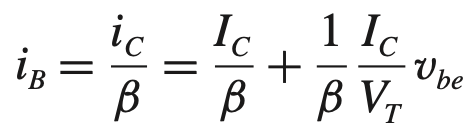 i_B = i_C/β = I_C/β + 1/β I_C/V_T v_be